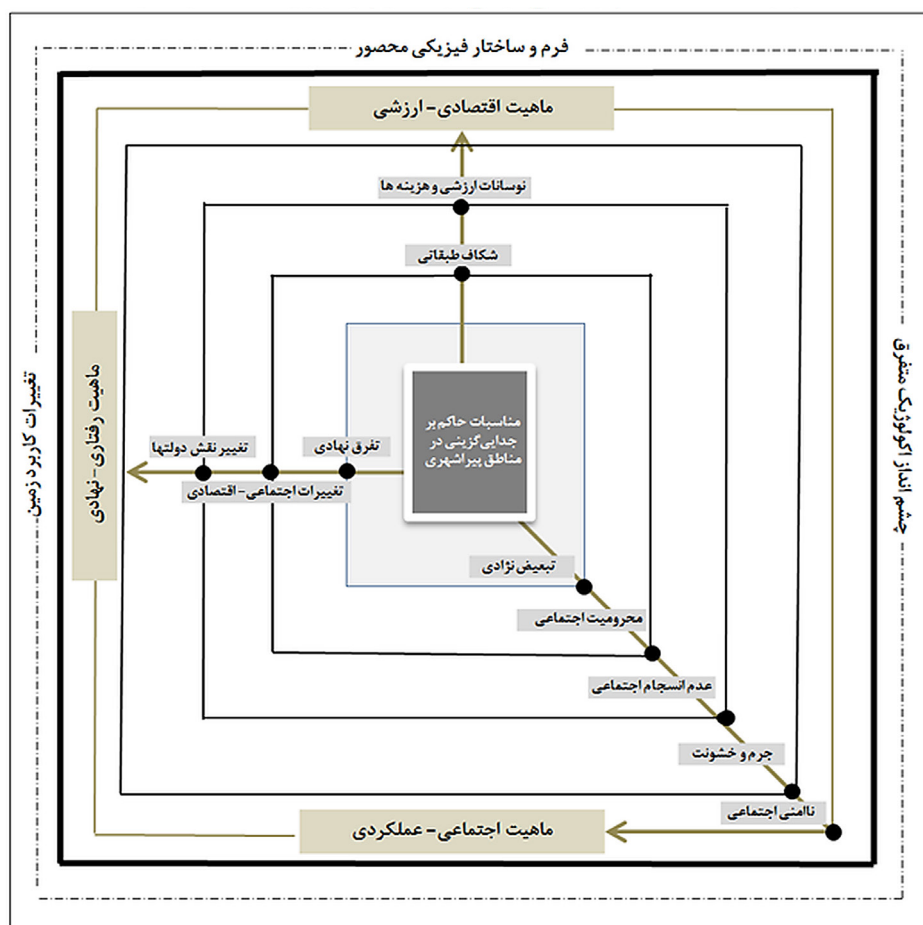 فرم و ساختار فیزیکی محصور
ماهیت اقتصادی- ارزشی
نوسانات ارزشی و هزینه ها
شکاف طبقاتی
چشم انداز اکولوژیک متفرق
تغییرات کاربرد زمین
ماهیت رفتاری- نهادی
مناسبات حاکم بر
جدایی‌گزینی در
مناطق پیراشهری
تفرق نهادی
تغییرات اجتماعی- اقتصادی
تغییر نقش دولتها
تبعیض نژادی
محرومیت اجتماعی
عدم انسجام اجتماعی
جرم و خشونت
ناامنی اجتماعی
ماهیت اجتماعی- عملکردی